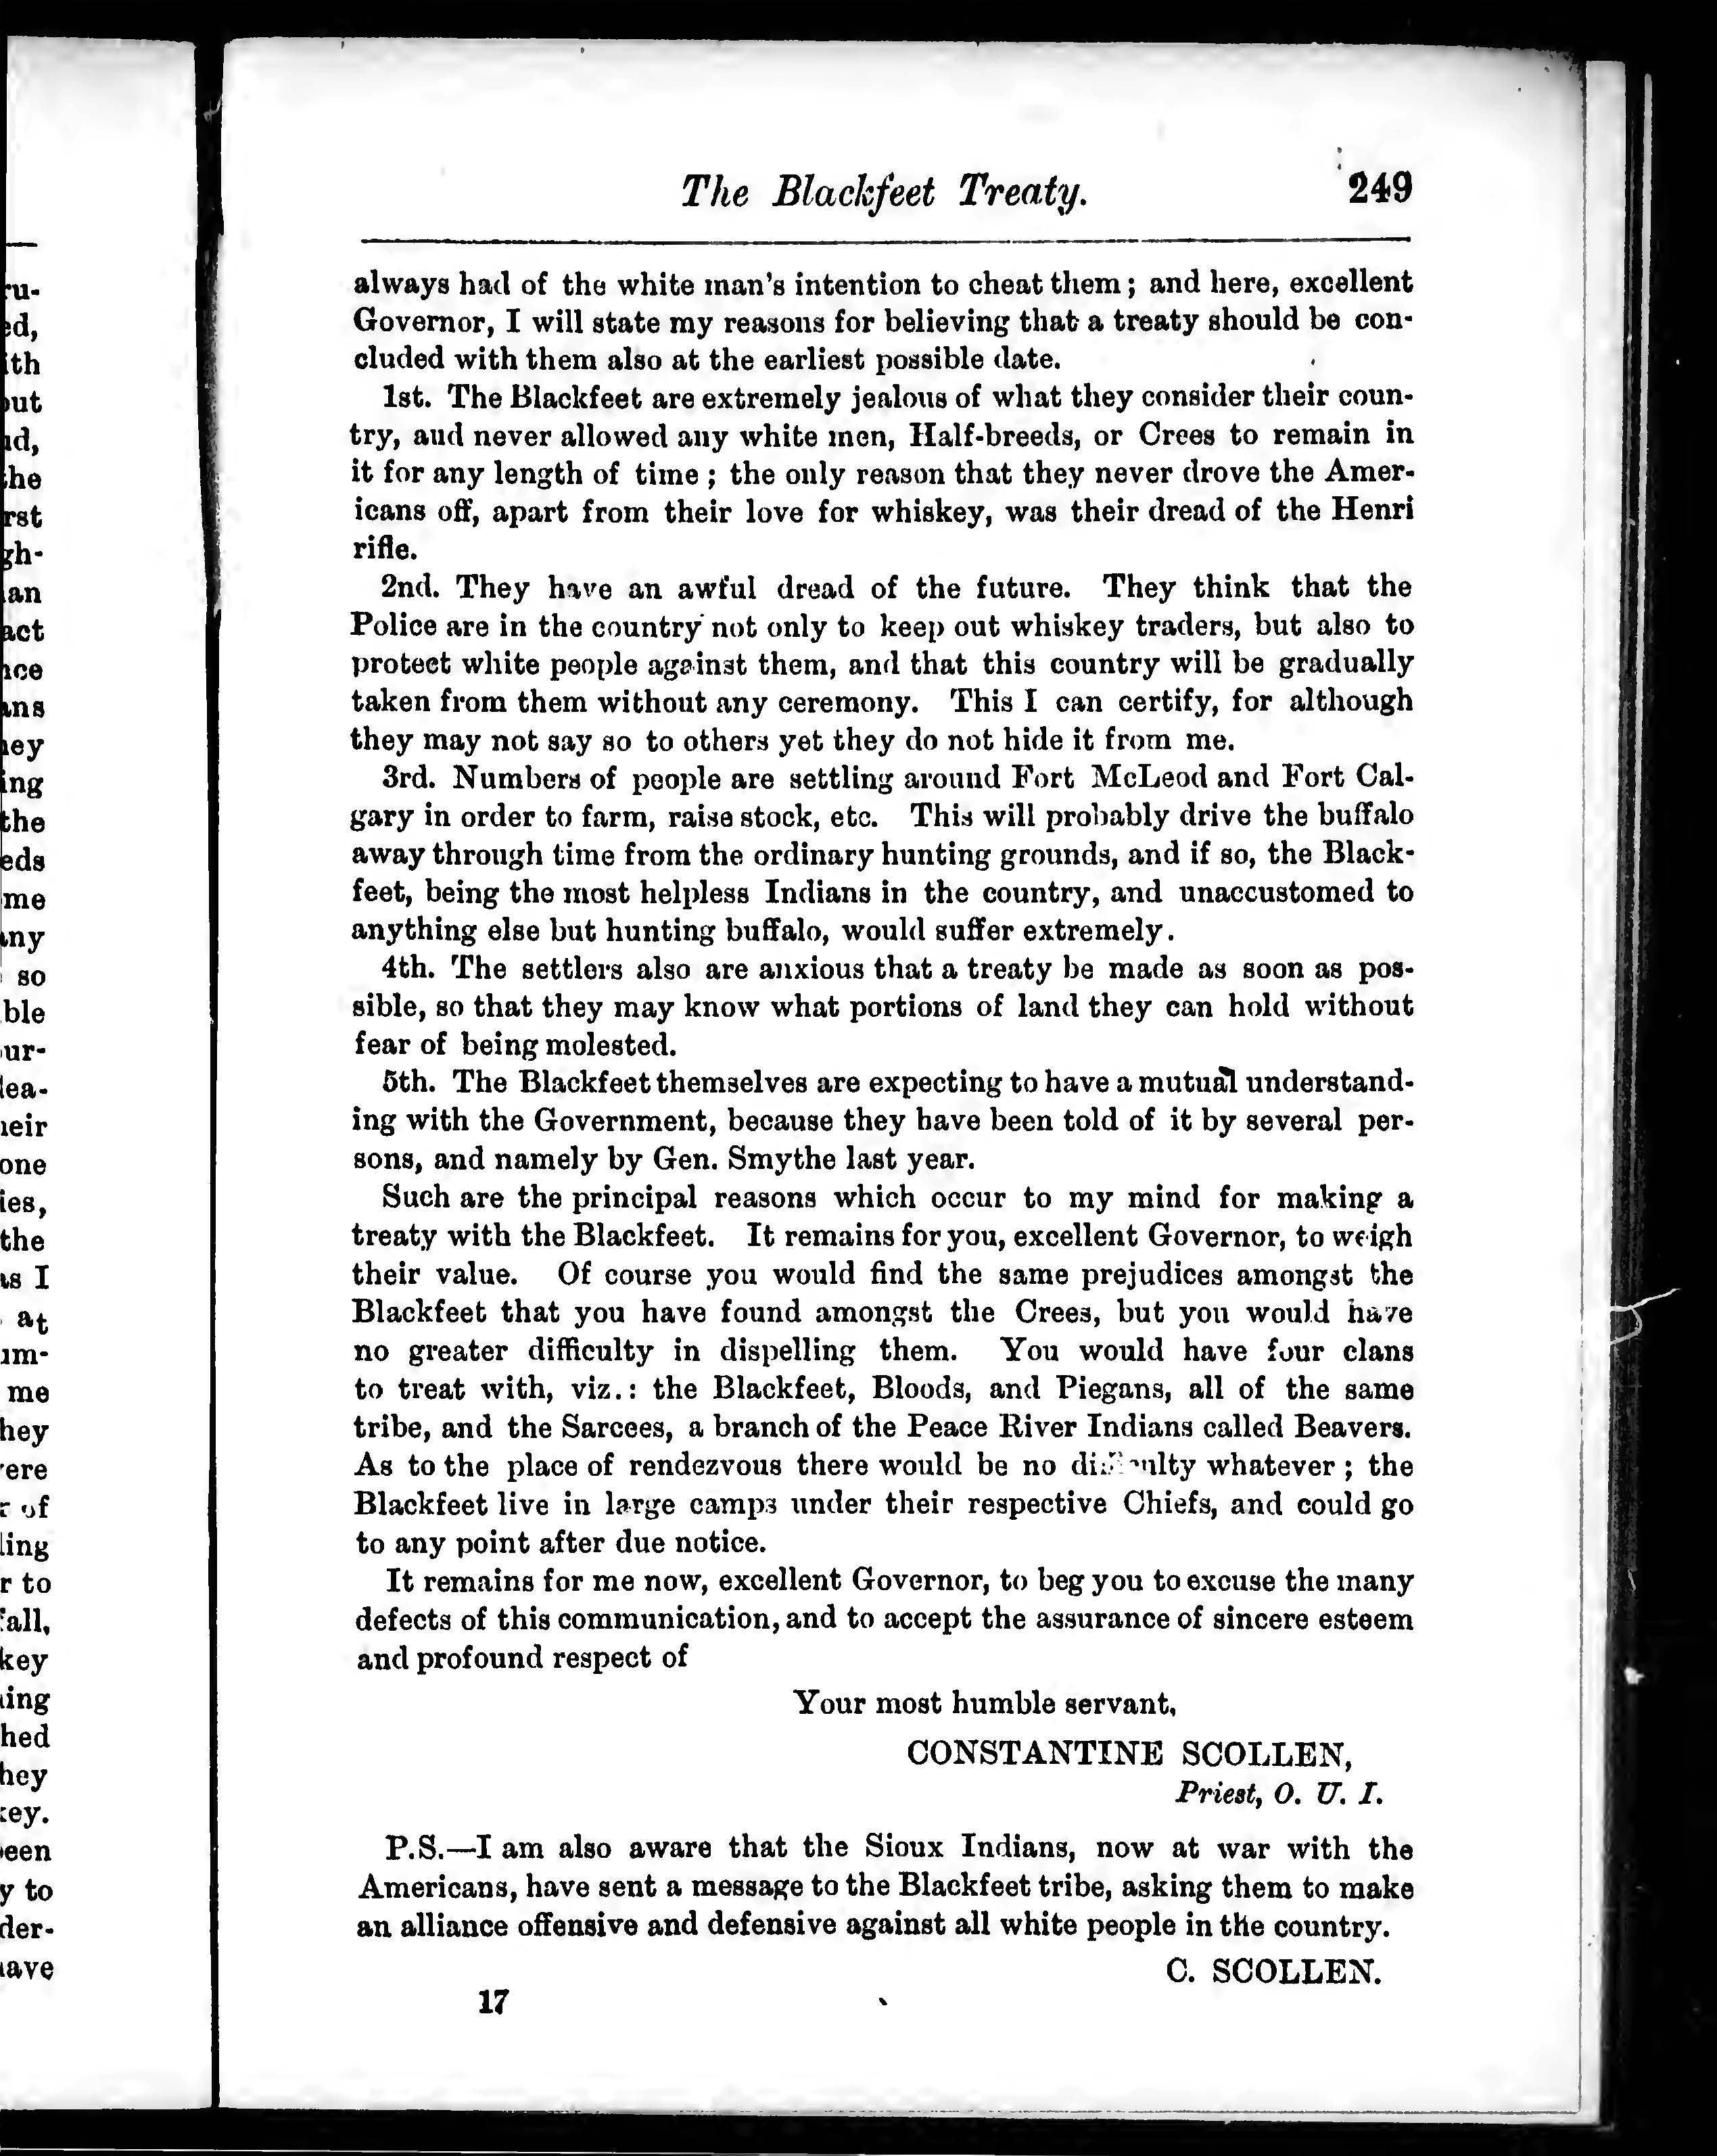 The Blackfeet Treaty. 249
always had of the white man's intention to cheat them; and here, excellent
Governor, I will state my reasons for believing that a treaty should be con-
cluded with them also at the earliest possible date.
1st. The Blackfeet are extremely jealous of what they consider their coun-
try, and never allowed any white men, Half-breeds, or Crees to remain in
it for any length of time; the only reason that they never drove the Amer-
icans off, apart from their love for whiskey, was their dread of the Henri
rifle.
2nd. They have an awful dread of the future. They think that the
Police are in the country not only to keep out whiskey traders, but also to
protect white people against them, and that this country will be gradually
taken from them without any ceremony. This I can certify, for although
they may not say so to others yet they do not hide it from me.
3rd. Numbers of people are settling around Fort McLeod and Fort Cal-
gary in order to farm, raise stock, etc. This will probably drive the buffalo
away through time from the ordinary hunting grounds, and if so, the Black-
feet, being the most helpless Indians in the country, and unaccustomed to
anything else but hunting buffalo, would suffer extremely.
4th. The settlers also are anxious that a treaty be made as soon as pos-
sible, so that they may know what portions of land they can hold without
fear of being molested.
5th. The Blackfeet themselves are expecting to have a mutual understand-
ing with the Government, because they have been told of it by several per-
sons, and namely by Gen. Smythe last year.
Such are the principal reasons which occur to my mind for making a
treaty with the Blackfeet. It remains for you, excellent Governor, to weigh
their value. Of course you would find the same prejudices amongst the
Blackfeet that you have found amongst the Crees, but you would have
no greater difficulty in dispelling them. You would have four clans
to treat with, viz.: the Blackfeet, Bloods, and Piegans, all of the same
tribe, and the Sarcees, a branch of the Peace River Indians called Beavers.
As to the place of rendezvous there would be no difficulty whatever; the
Blackfeet live in large camps under their respective Chiefs, and could go
to any point after due notice.
It remains for me now, excellent Governor, to beg you to excuse the many
defects of this communication, and to accept the assurance of sincere esteem
and profound respect of
Your most humble servant,
CONSTANTINE SCOLLEN,
Priest, O. U. I.
P.S.—I am also aware that the Sioux Indians, now at war with the
Americans, have sent a message to the Blackfeet tribe, asking them to make
an alliance offensive and defensive against all white people in the country.
C. SCOLLEN.
17